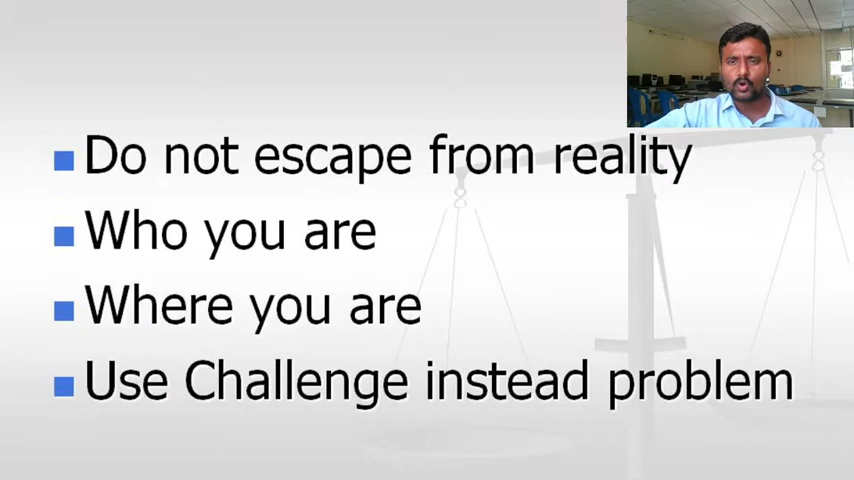 Do not escape from reality
Who you are
Where you are
Use Challenge instead problem